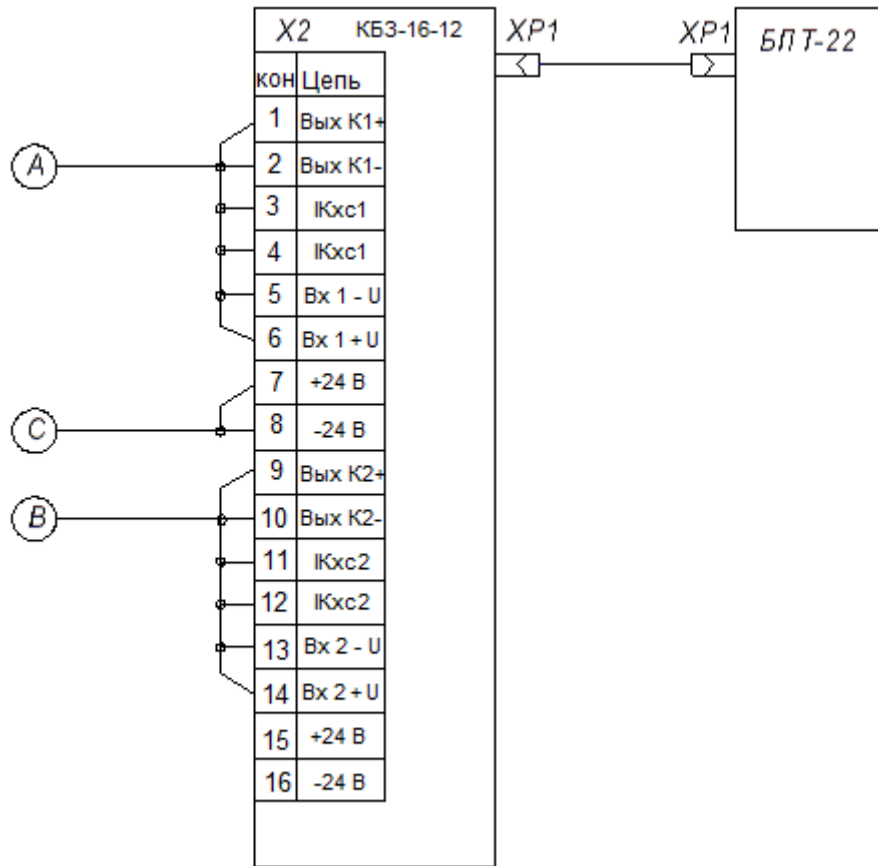 X2 КБЗ-16-12 XP1 XP1 БПТ-22
кон Цепь
1 Вых К1+
A 2 Вых К1-
3 IKxc1
4 IKxc1
5 Вх 1 - U
6 Вх 1 + U
7 +24 В
C 8 -24 В
9 Вых К2+
B 10 Вых К2-
11 IKxc2
12 IKxc2
13 Вх 2 - U
14 Вх 2 + U
15 +24 В
16 -24 В